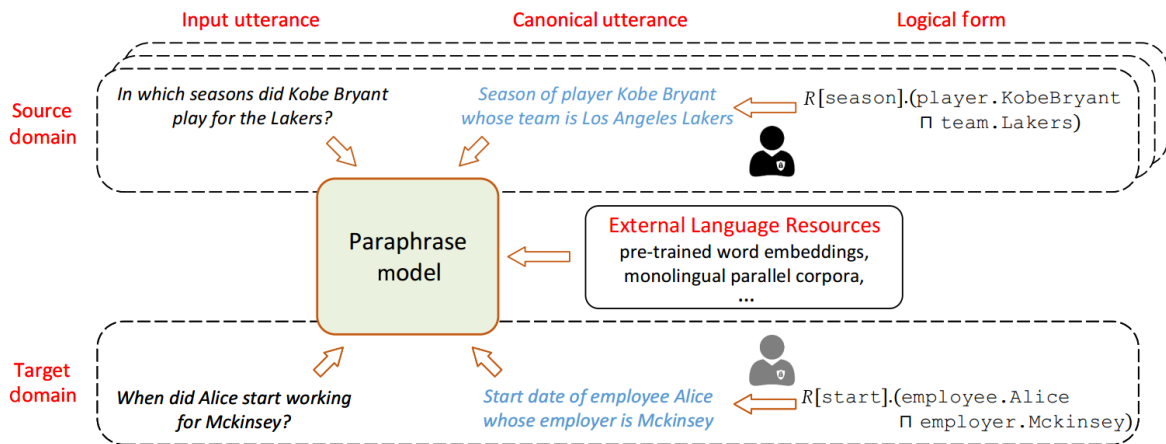 Input utterance
Canonical utterance
Logical form
Source
domain
In which seasons did Kobe Bryant
play for the Lakers?
Season of player Kobe Bryant
whose team is Los Angeles Lakers
R[season].(player.KobeBryant
⊓ team.Lakers)
Paraphrase
model
External Language Resources
pre-trained word embeddings,
monolingual parallel corpora,
...
Target
domain
When did Alice start working
for Mckinsey?
Start date of employee Alice
whose employer is Mckinsey
R[start].(employee.Alice
⊓ employer.Mckinsey)